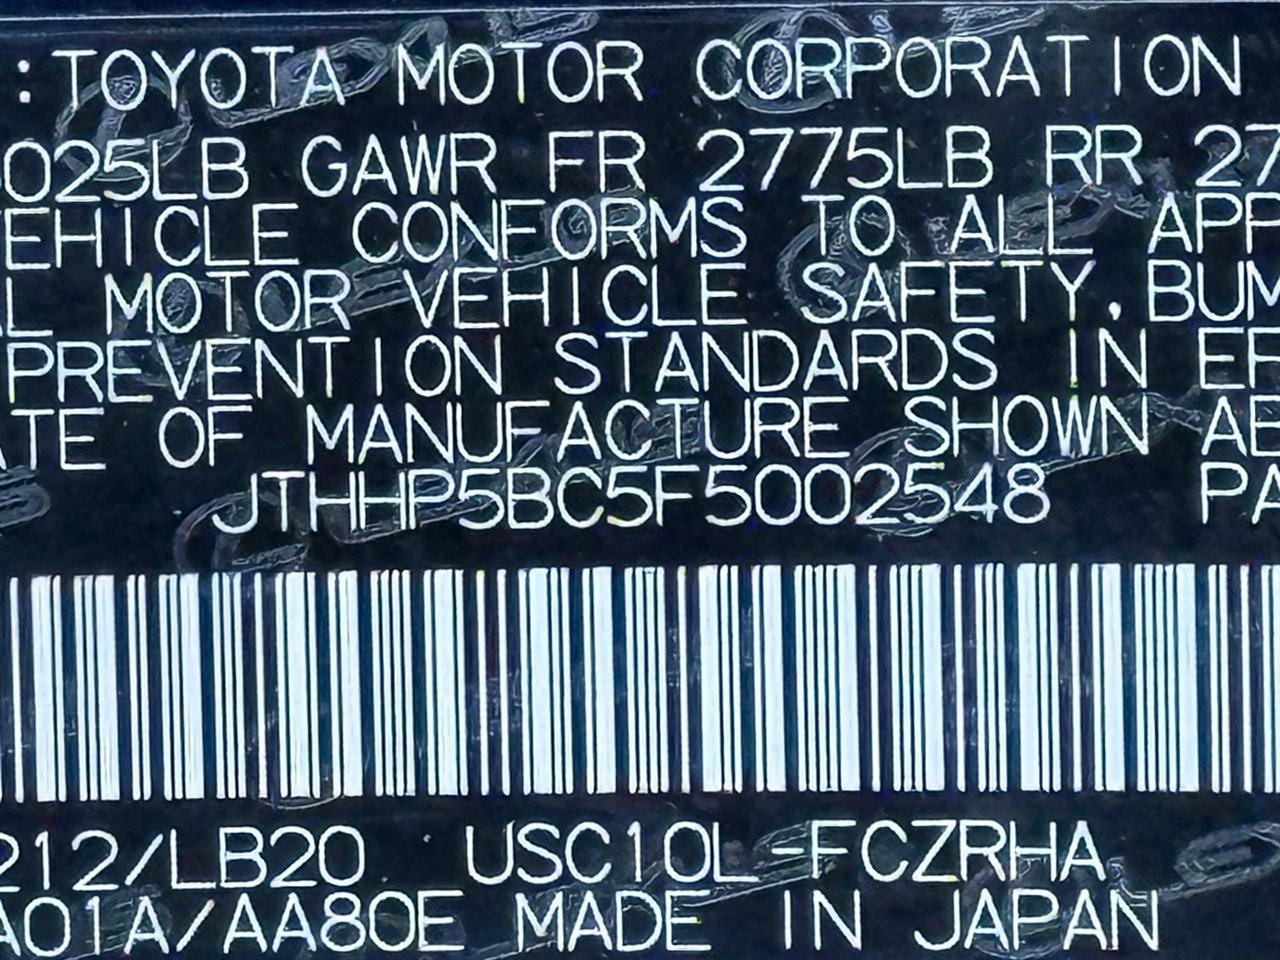 :TOYOTA MOTOR CORPORATION
025LB GAWR FR 2775LB RR 27
EHICLE CONFORMS TO ALL APP
L MOTOR VEHICLE SAFETY, BUM
PREVENTION STANDARDS IN EF
ATE OF MANUFACTURE SHOWN AB
JTHHP5BC5F5002548 PA
212/LB20 USC10L-FCZRHA
A01A/AA80E MADE IN JAPAN